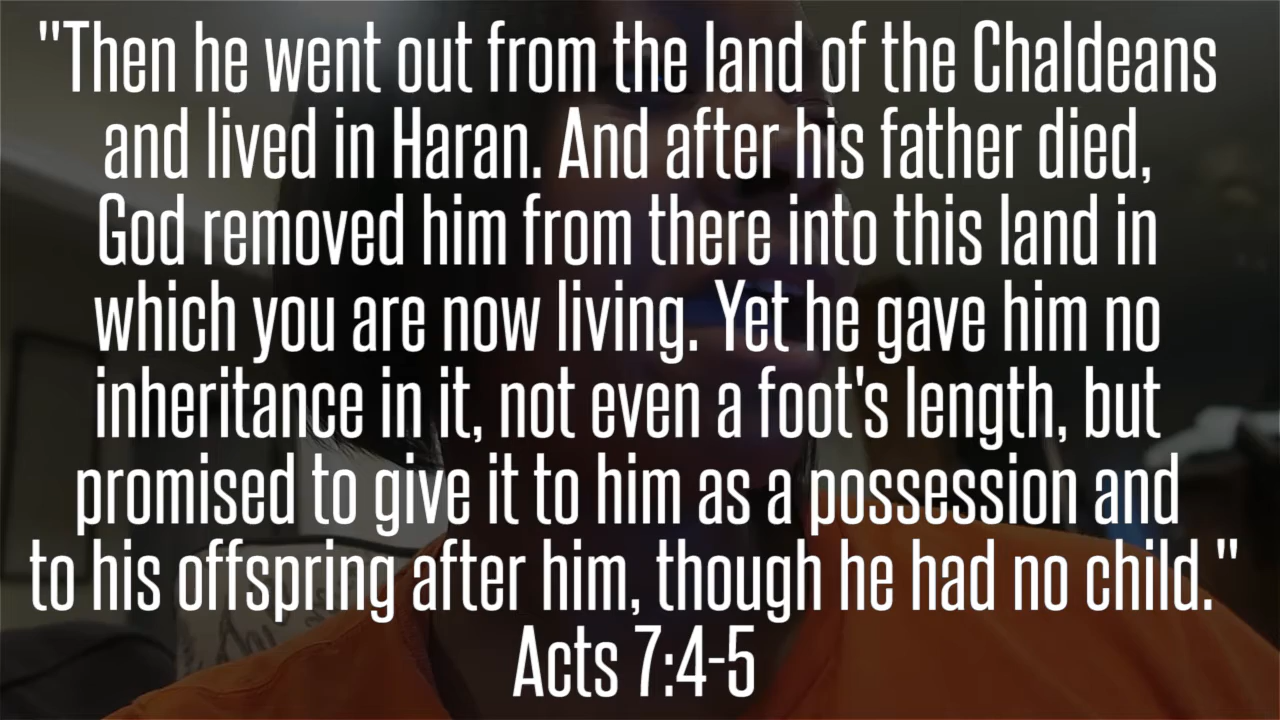 "Then he went out from the land of the Chaldeans
and lived in Haran. And after his father died,
God removed him from there into this land in
which you are now living. Yet he gave him no
inheritance in it, not even a foot's length, but
promised to give it to him as a possession and
to his offspring after him, though he had no child."
Acts 7:4-5